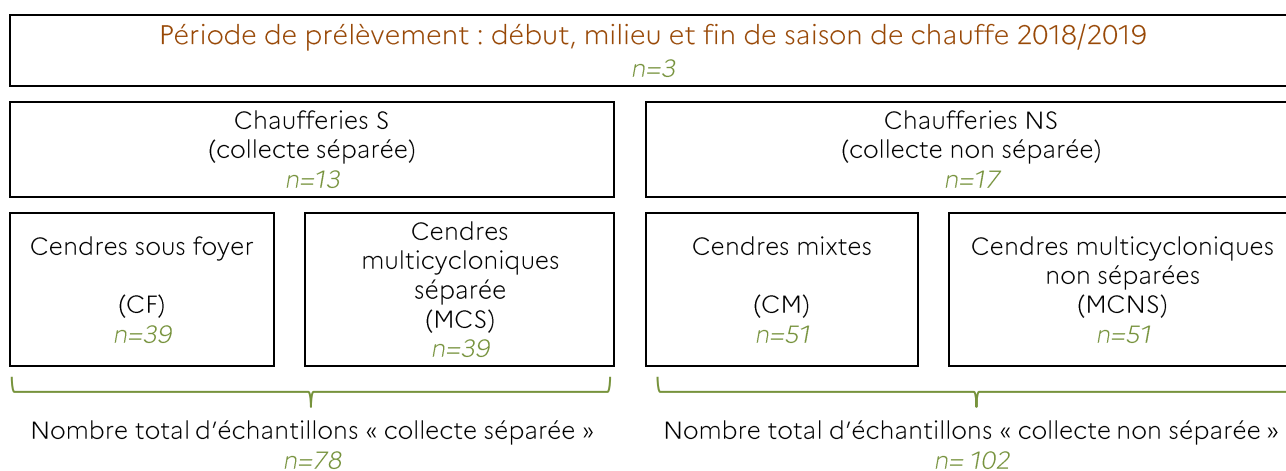 Période de prélèvement : début, milieu et fin de saison de chauffe 2018/2019
n=3
Chaufferies S
(collecte séparée)
n=13
Chaufferies NS
(collecte non séparée)
n=17
Cendres sous foyer
(CF)
n=39
Cendres
multicycloniques
séparée
(MCS)
n=39
Cendres mixtes
(CM)
n=51
Cendres multicycloniques
non séparées
(MCNS)
n=51
Nombre total d'échantillons « collecte séparée »
n=78
Nombre total d'échantillons « collecte non séparée »
n= 102